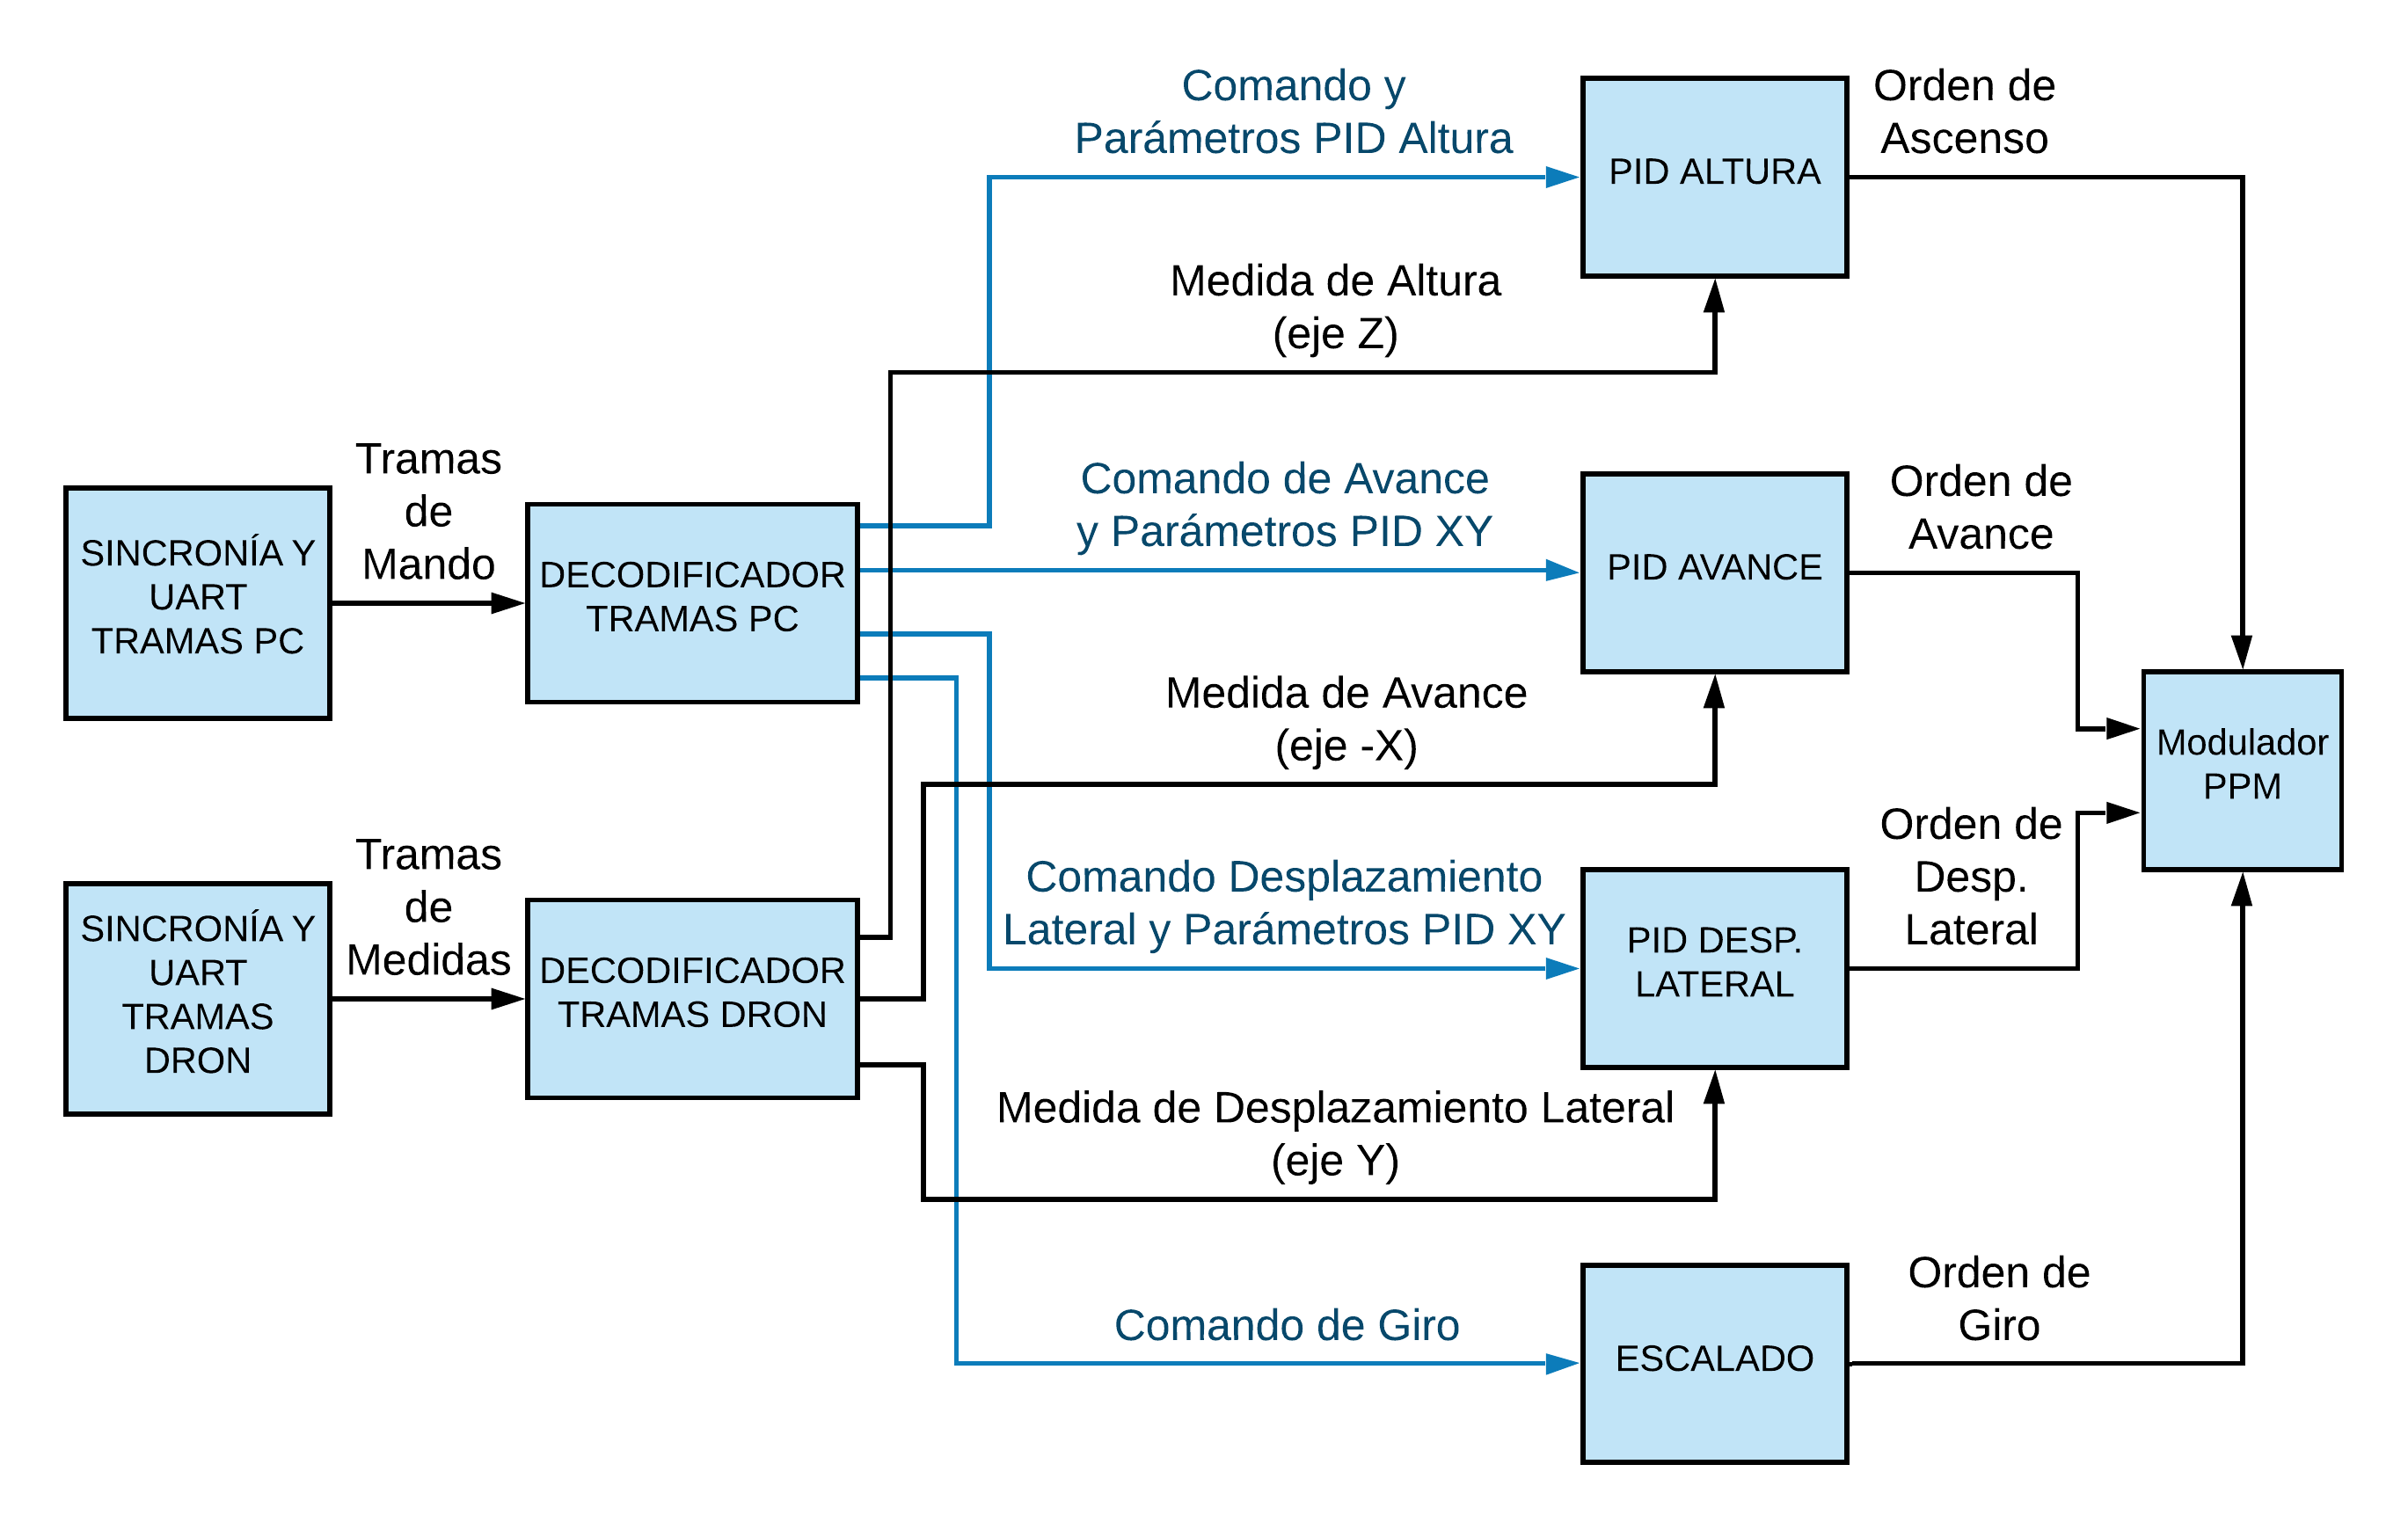 Comando y
Parámetros PID Altura
PID ALTURA
Orden de
Ascenso
Medida de Altura
(eje Z)
SINCRONÍA Y
UART
TRAMAS PC
Tramas
de
Mando
DECODIFICADOR
TRAMAS PC
Comando de Avance
y Parámetros PID XY
PID AVANCE
Orden de
Avance
Medida de Avance
(eje -X)
Modulador
PPM
SINCRONÍA Y
UART
TRAMAS
DRON
Tramas
de
Medidas
DECODIFICADOR
TRAMAS DRON
Comando Desplazamiento
Lateral y Parámetros PID XY
PID DESP.
LATERAL
Orden de
Desp.
Lateral
Medida de Desplazamiento Lateral
(eje Y)
Comando de Giro
ESCALADO
Orden de
Giro